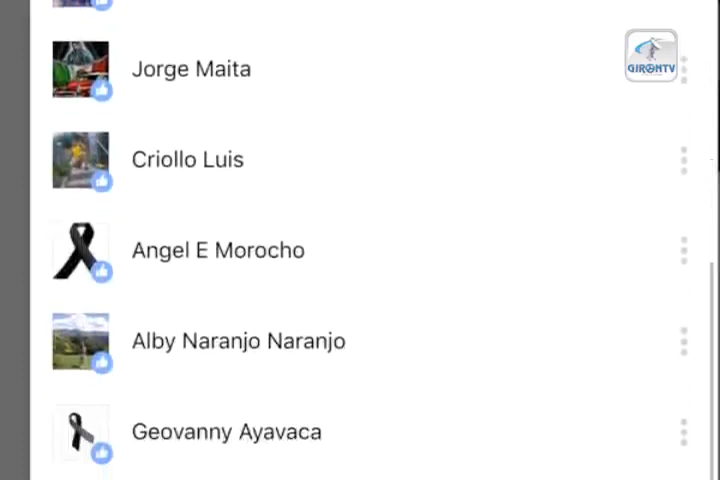 Jorge Maita
GIRONTV
Criollo Luis
Angel E Morocho
Alby Naranjo Naranjo
Geovanny Ayavaca